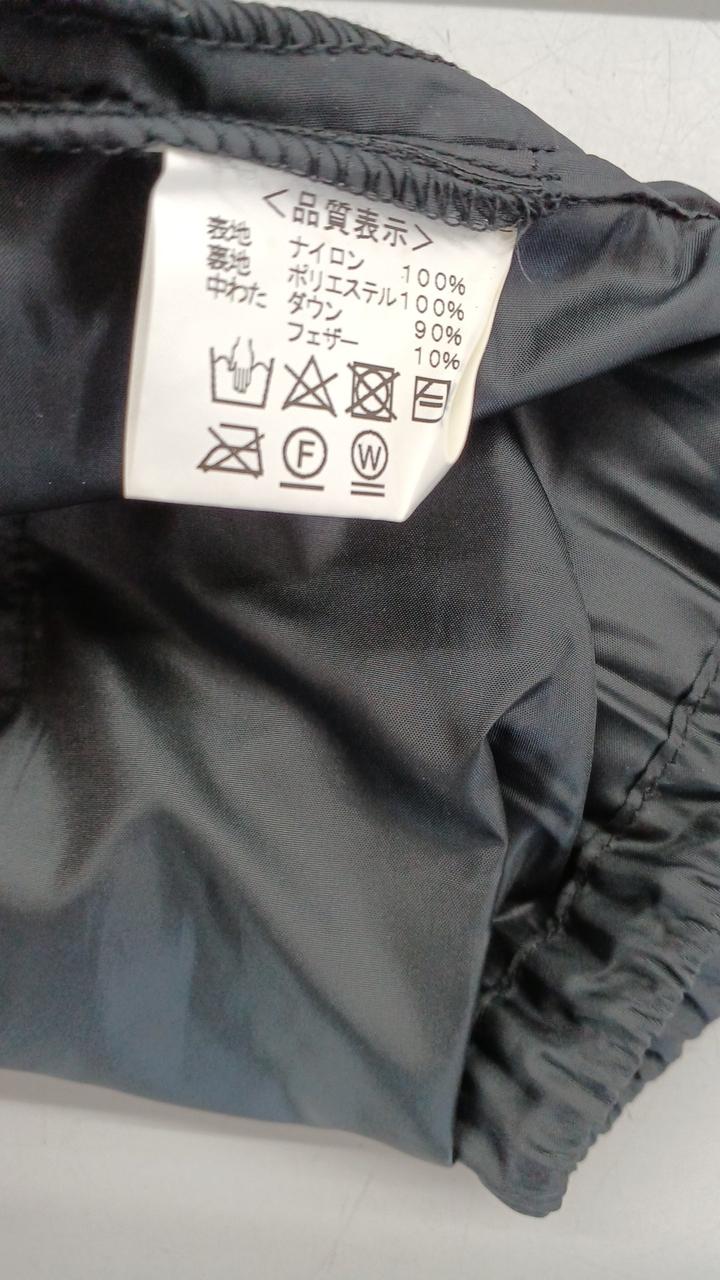 ＜品質表示＞
表地 ナイロン 100%
裏地 ポリエステル 100%
中わた ダウン 90%
フェザー 10%
F W